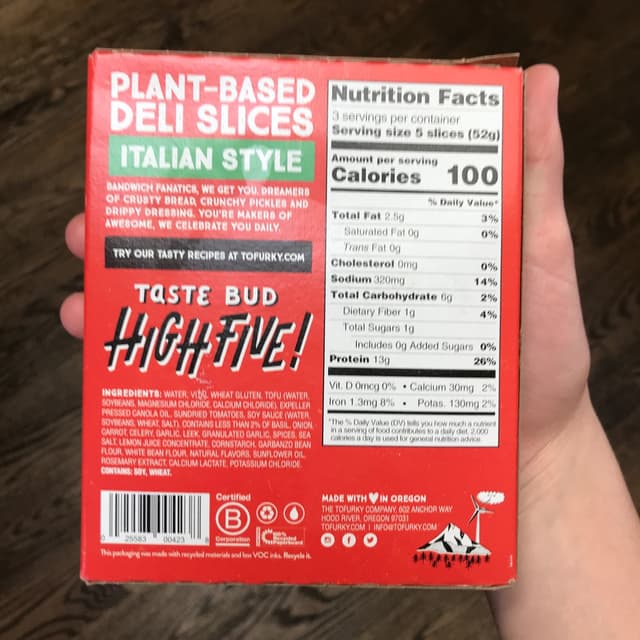 PLANT-BASED
DELI SLICES
ITALIAN STYLE
SANDWICH FANATICS, WE GET YOU. DREAMERS
OF CRUSTY BREAD, CRUNCHY PICKLES AND
DRIPPY DRESSING. YOU'RE MAKERS OF
AWESOME, WE CELEBRATE YOU DAILY.
TRY OUR TASTY RECIPES AT TOFURKY.COM
TASTE BUD
HIGH FIVE!
INGREDIENTS: WATER, VITAL WHEAT GLUTEN, TOFU (WATER,
SOYBEANS, MAGNESIUM CHLORIDE, CALCIUM CHLORIDE), EXPELLER
PRESSED CANOLA OIL, SUNDRIED TOMATOES, SOY SAUCE (WATER,
SOYBEANS, WHEAT, SALT), CONTAINS LESS THAN 2% OF BASIL, ONION,
CARROT, CELERY, GARLIC, LEEK, GRANULATED GARLIC, SPICES, SEA
SALT, LEMON JUICE CONCENTRATE, CORNSTARCH, GARBANZO BEAN
FLOUR, WHITE BEAN FLOUR, NATURAL FLAVORS, SUNFLOWER OIL,
ROSEMARY EXTRACT, CALCIUM LACTATE, POTASSIUM CHLORIDE.
CONTAINS: SOY, WHEAT.
0 25583 00423 8
Certified
B
Corporation
100%
Recycled
Paperboard
This packaging was made with recycled materials and low VOC inks. Recycle it.
Nutrition Facts
3 servings per container
Serving size 5 slices (52g)
Amount per serving
Calories 100
% Daily Value*
Total Fat 2.5g 3%
Saturated Fat 0g 0%
Trans Fat 0g
Cholesterol 0mg 0%
Sodium 320mg 14%
Total Carbohydrate 6g 2%
Dietary Fiber 1g 4%
Total Sugars 1g
Includes 0g Added Sugars 0%
Protein 13g 26%
Vit. D 0mcg 0% • Calcium 30mg 2%
Iron 1.3mg 8% • Potas. 130mg 2%
*The % Daily Value (DV) tells you how much a nutrient
in a serving of food contributes to a daily diet. 2,000
calories a day is used for general nutrition advice.
MADE WITH IN OREGON
THE TOFURKY COMPANY, 602 ANCHOR WAY
HOOD RIVER, OREGON 97031
TOFURKY.COM | INFO@TOFURKY.COM